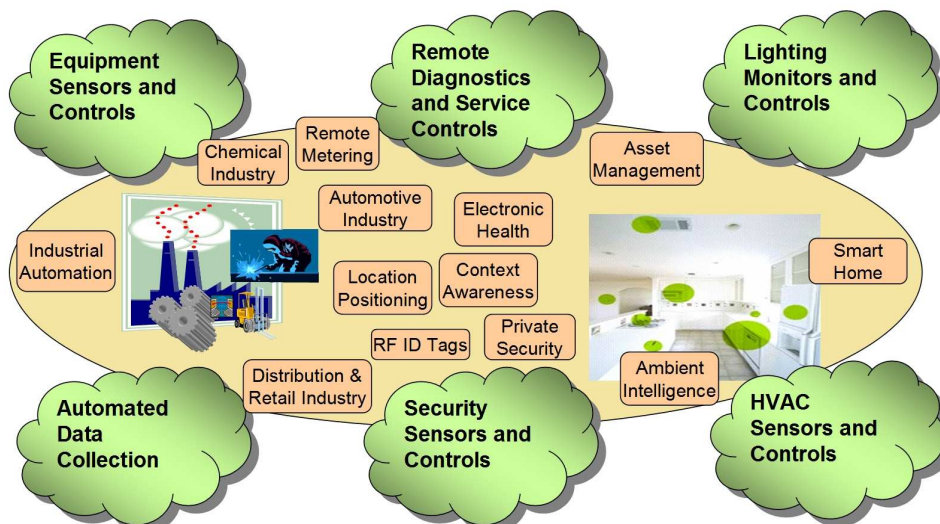 Equipment
Sensors and
Controls
Remote
Diagnostics
and Service
Controls
Lighting
Monitors and
Controls
Chemical
Industry
Remote
Metering
Asset
Management
Automotive
Industry
Electronic
Health
Industrial
Automation
Location
Positioning
Context
Awareness
Smart
Home
RF ID Tags
Private
Security
Distribution &
Retail Industry
Ambient
Intelligence
Automated
Data
Collection
Security
Sensors and
Controls
HVAC
Sensors and
Controls